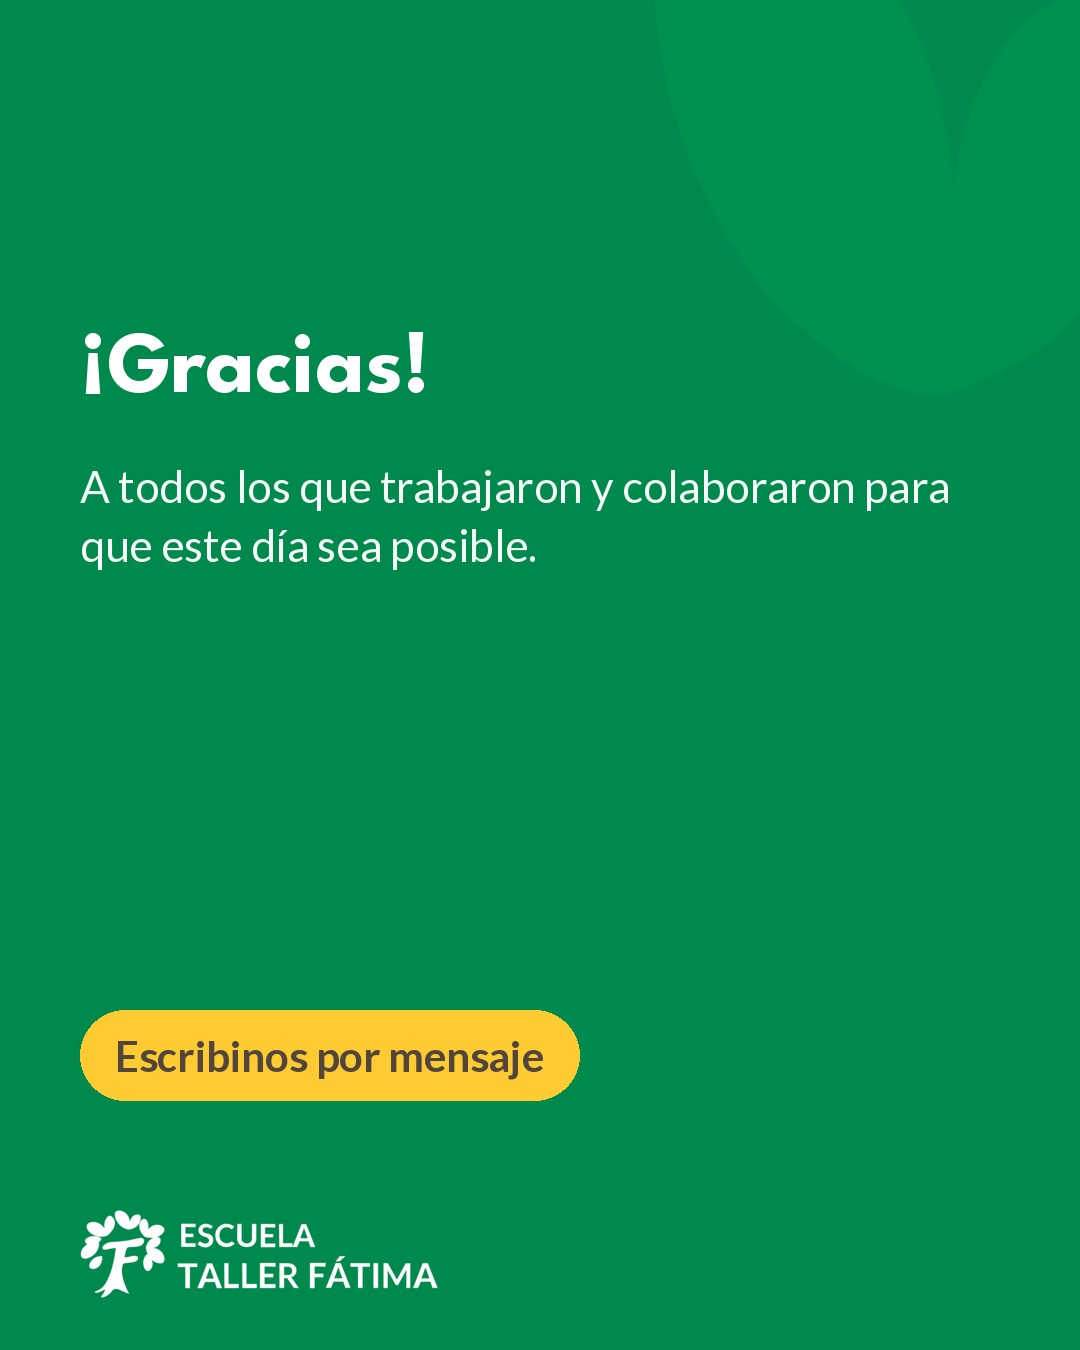 ¡Gracias!
A todos los que trabajaron y colaboraron para
que este día sea posible.
Escribinos por mensaje
ESCUELA
TALLER FÁTIMA